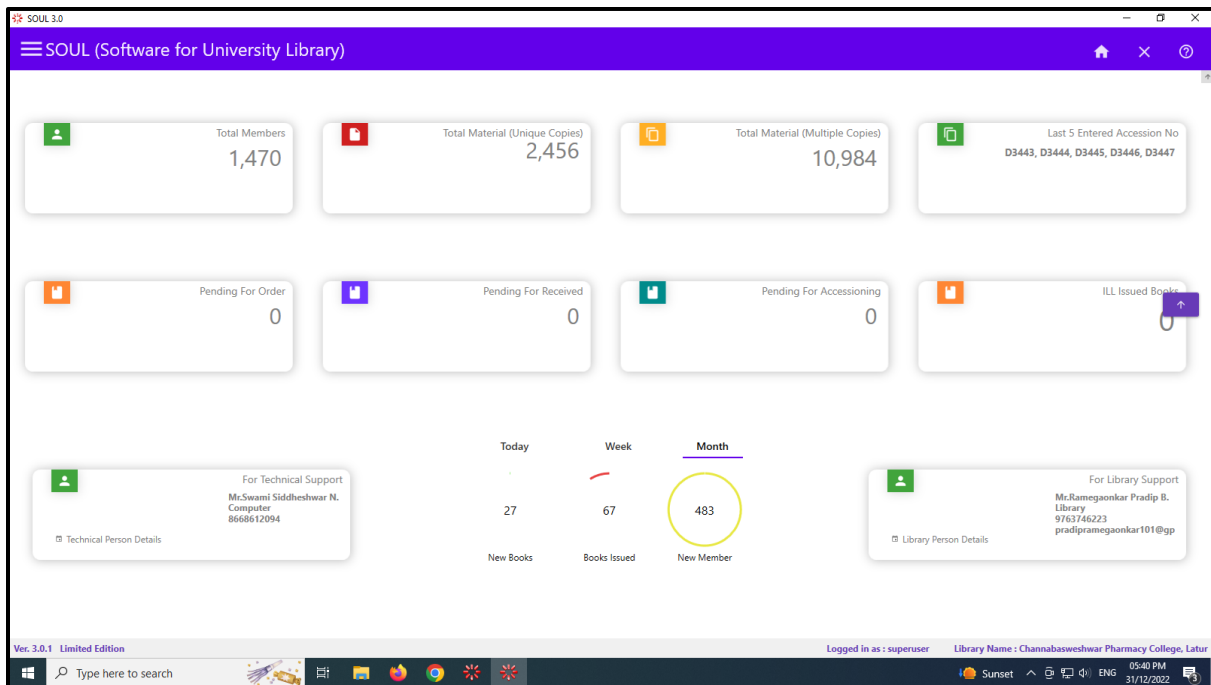 SOUL 3.0
SOUL (Software for University Library)
Total Members
1,470
Total Material (Unique Copies)
2,456
Total Material (Multiple Copies)
10,984
Last 5 Entered Accession No
D3443, D3444, D3445, D3446, D3447
Pending For Order
0
Pending For Received
0
Pending For Accessioning
0
ILL Issued Books
0
For Technical Support
Mr.Swami Siddheshwar N.
Computer
8668612094
Technical Person Details
Today Week Month
27 67 483
New Books Books Issued New Member
For Library Support
Mr.Ramegaonkar Pradip B.
Library
9763746223
pradipramegaonkar101@gp
Library Person Details
Ver. 3.0.1 Limited Edition
Logged in as : superuser
Library Name : Channabasweshwar Pharmacy College, Latur
Type here to search
Sunset
ENG
05:40 PM
31/12/2022
3